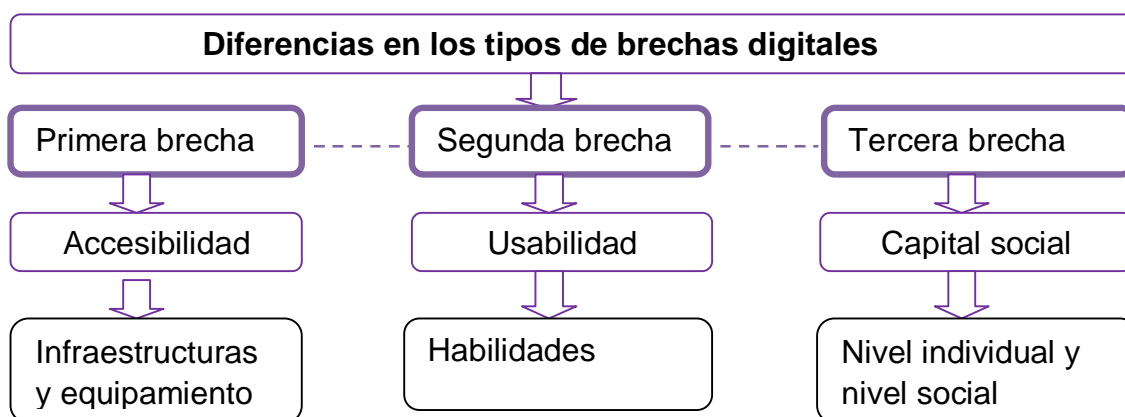 Diferencias en los tipos de brechas digitales
Primera brecha
Segunda brecha
Tercera brecha
Accesibilidad
Usabilidad
Capital social
Infraestructuras
y equipamiento
Habilidades
Nivel individual y
nivel social